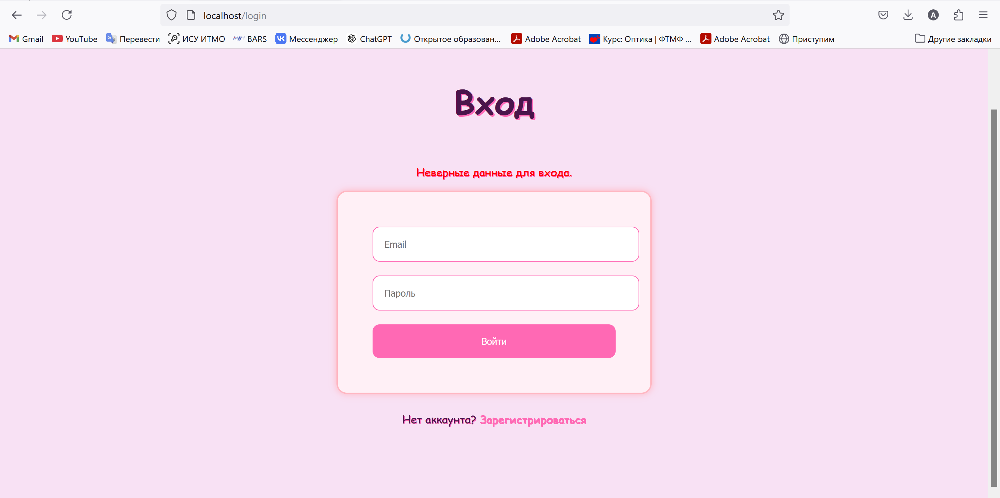 localhost/login
Gmail YouTube Перевести ИСУ ИТМО BARS Мессенджер ChatGPT Открытое образован... Adobe Acrobat Курс: Оптика | ФТМФ ... Adobe Acrobat Приступим Другие закладки
Вход
Неверные данные для входа.
Email
Пароль
Войти
Нет аккаунта? Зарегистрироваться